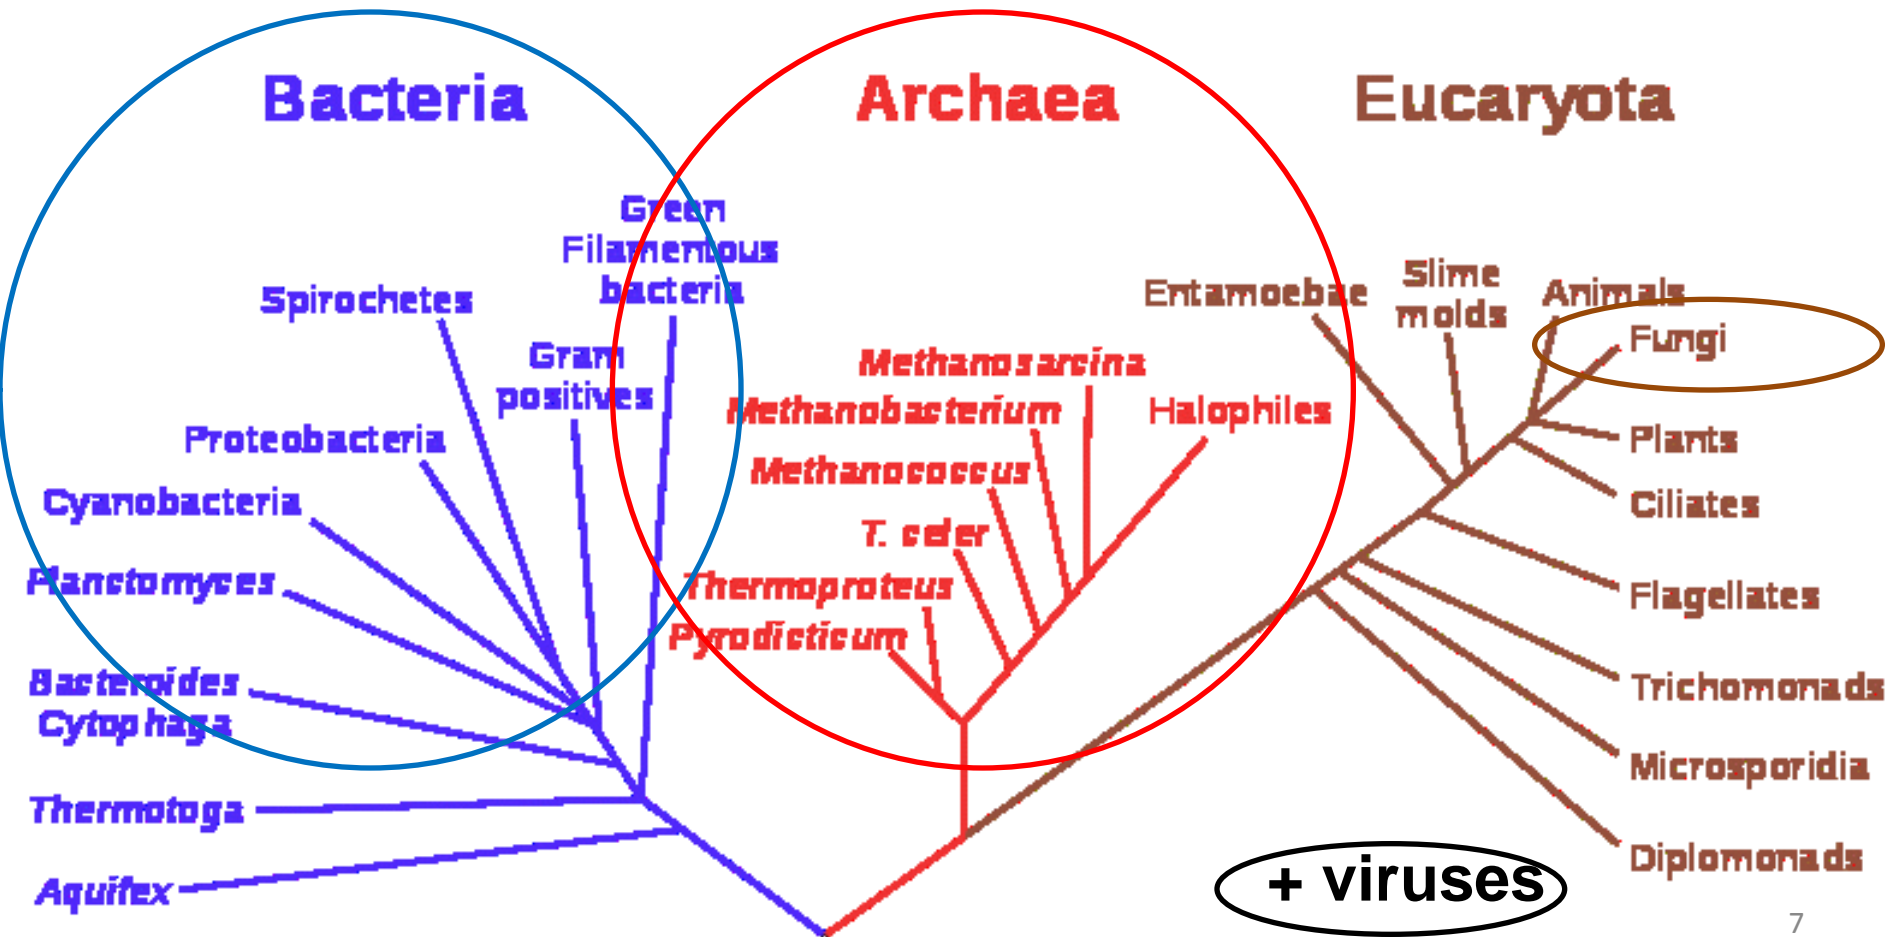 Bacteria
Archaea
Eucaryota
Green
Filamentous
bacteria
Spirochetes
Gram
positives
Proteobacteria
Cyanobacteria
Planctomyces
Bacteroides
Cytophaga
Thermotoga
Aquifex
Methanosarcina
Methanobacterium
Halophiles
Methanococcus
T. celer
Thermoproteus
Pyrodicticum
Entamoebae
Slime
molds
Animals
Fungi
Plants
Ciliates
Flagellates
Trichomonads
Microsporidia
Diplomonads
+ viruses
7